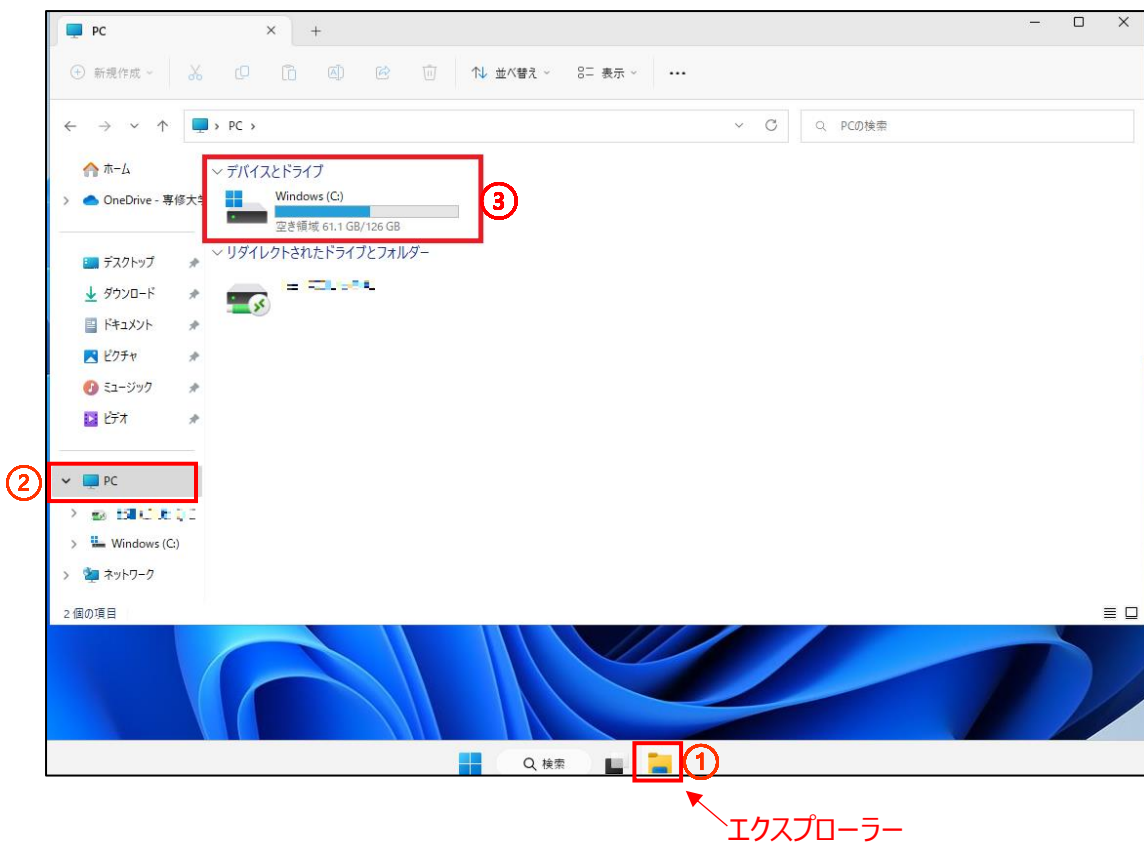 PC
新規作成
並べ替え
表示
PC
PCの検索
ホーム
OneDrive - 専修大学
デスクトップ
ダウンロード
ドキュメント
ピクチャ
ミュージック
ビデオ
② PC
Windows (C:)
ネットワーク
デバイスとドライブ
Windows (C:)
空き領域 61.1 GB/126 GB
③
リダイレクトされたドライブとフォルダー
2 個の項目
検索
①
エクスプローラー